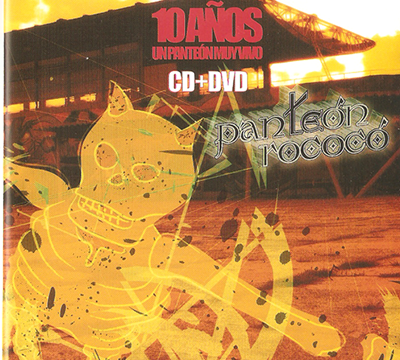 10 AÑOS
UN PANTEÓN MUY VIVO
CD+DVD
panteón
rococó